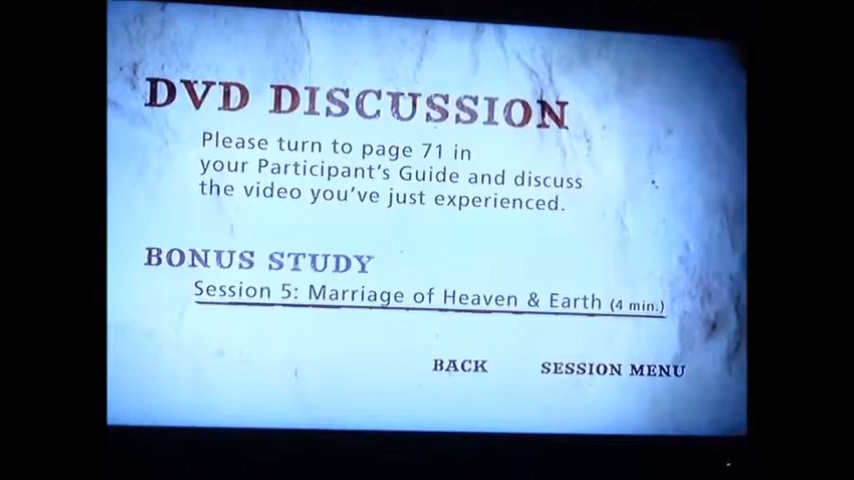 DVD DISCUSSION
Please turn to page 71 in
your Participant's Guide and discuss
the video you've just experienced.
BONUS STUDY
Session 5: Marriage of Heaven & Earth (4 min.)
BACK SESSION MENU